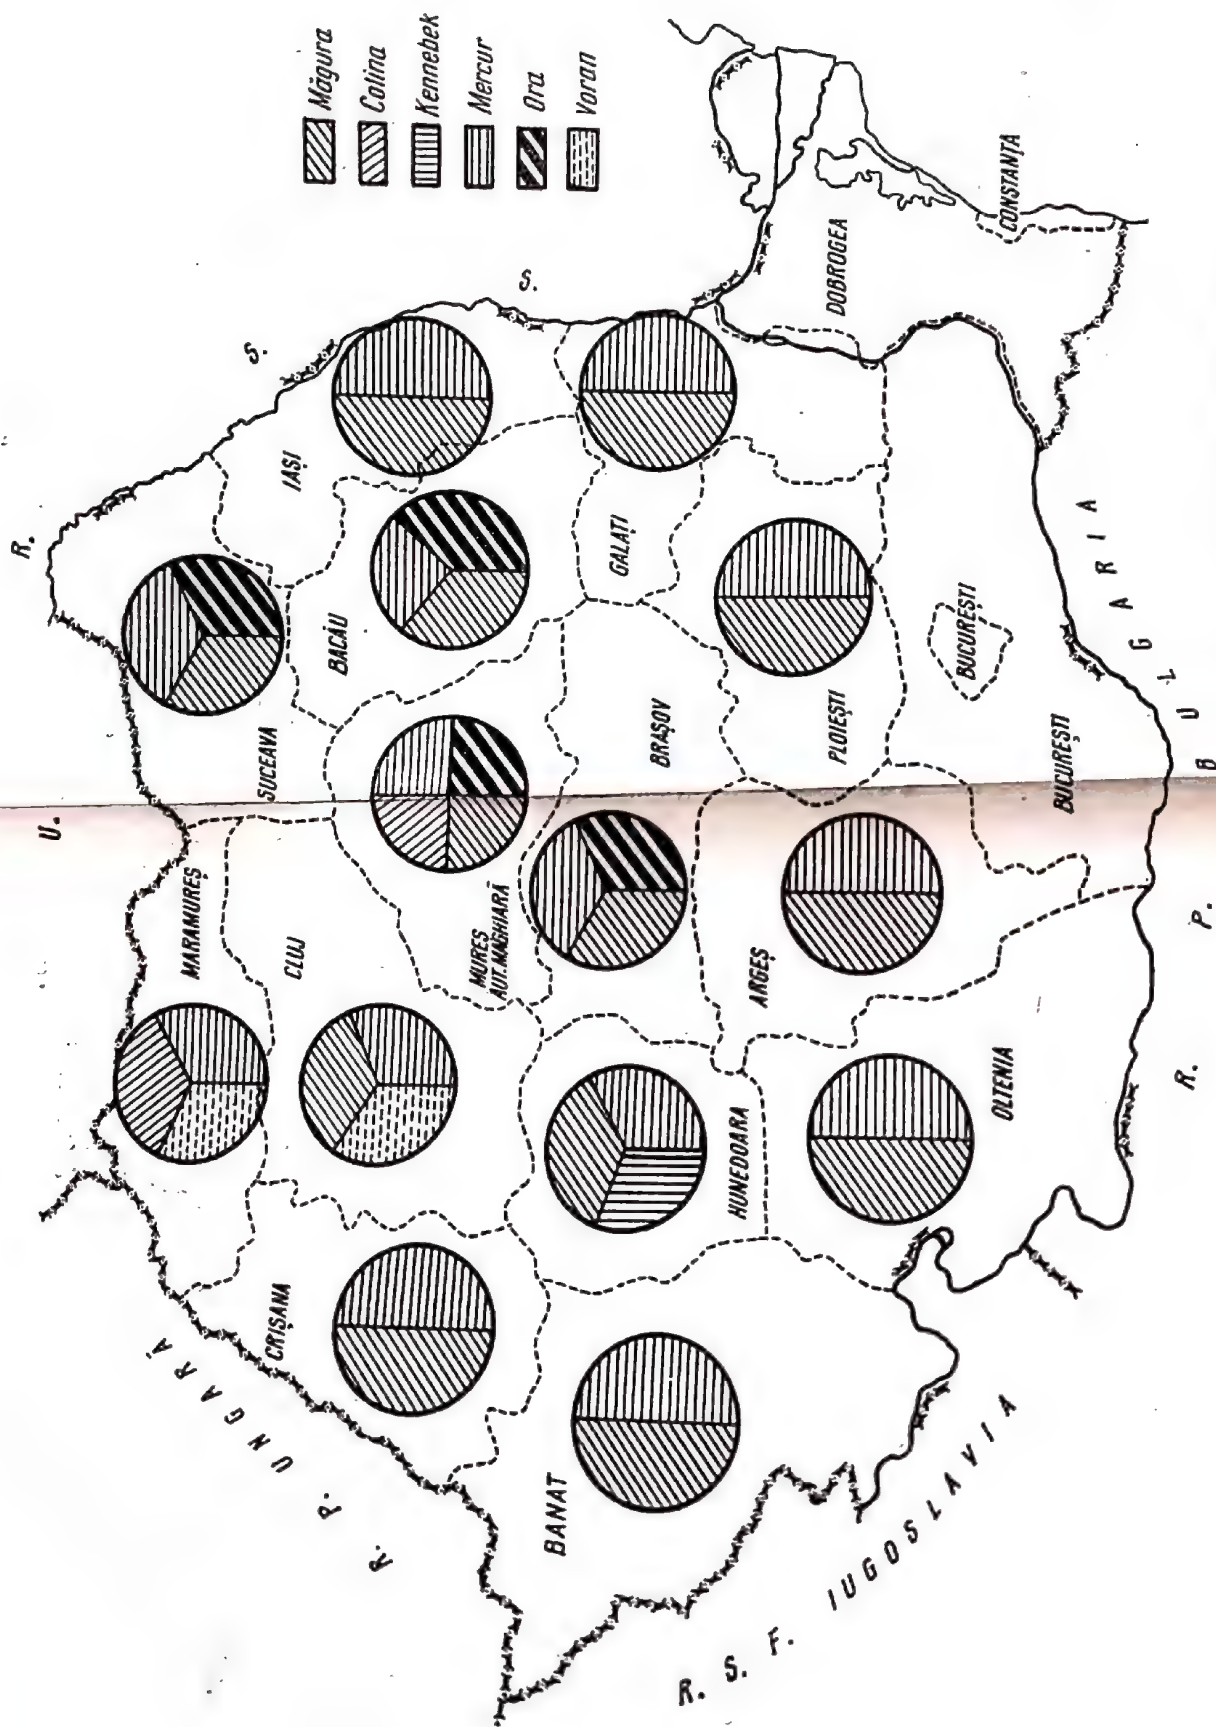 Măgura
Colina
Kennebek
Mercur
Ora
Voran
U.
R.
S.
S.
MARAMUREȘ
SUCEAVA
IAȘI
CLUJ
BACĂU
CRIȘANA
MUREȘ
AUT. MAGHIARĂ
BANAT
HUNEDOARA
BRAȘOV
GALAȚI
ARGEȘ
PLOIEȘTI
DOBROGEA
OLTENIA
BUCUREȘTI
BUCUREȘTI
CONSTANȚA
R. P. UNGARĂ
R. S. F. IUGOSLAVIA
R. P. BULGARIA